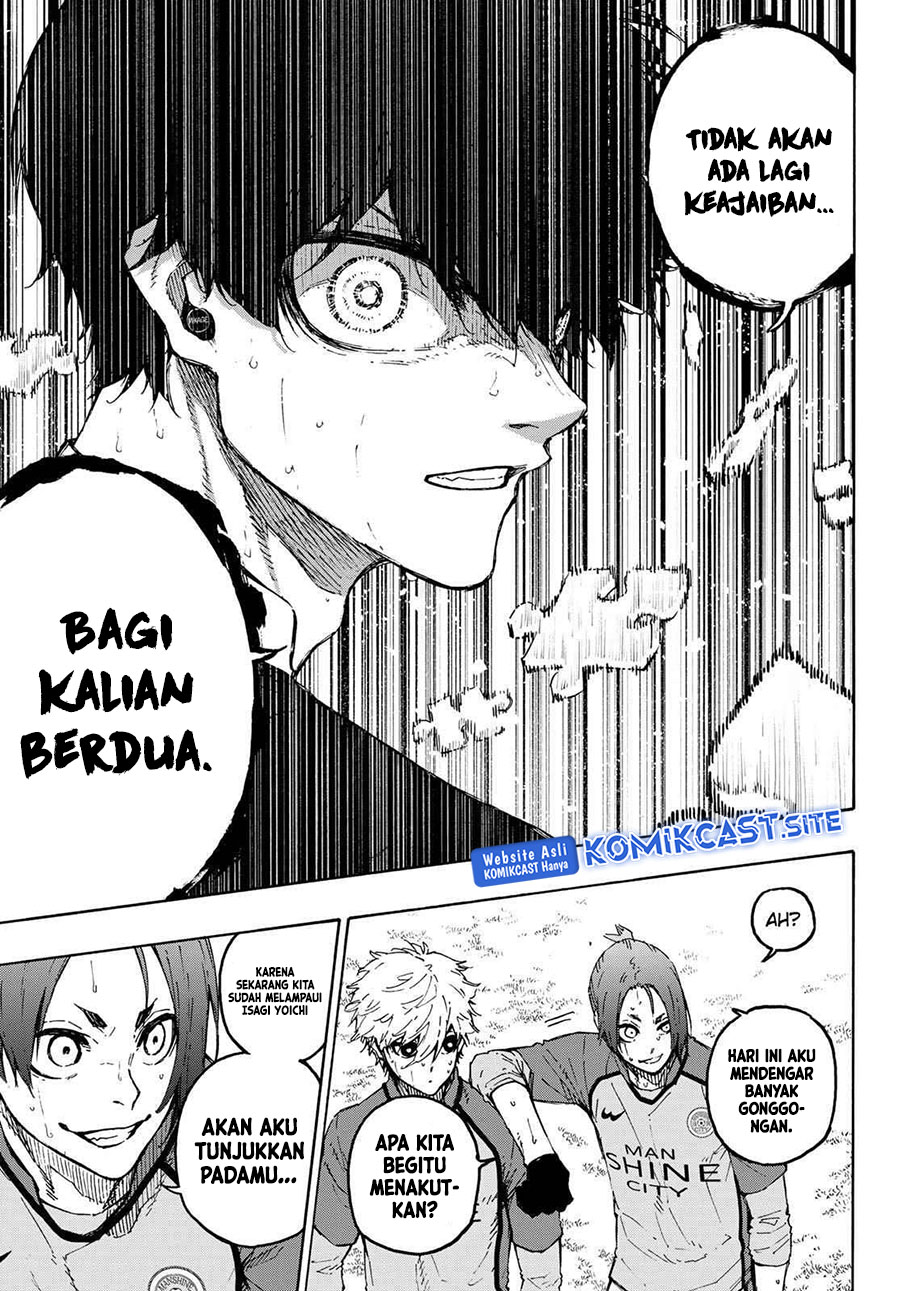 TIDAK AKAN
ADA LAGI
KEAJAIBAN...
BAGI
KALIAN
BERDUA.
Website Asli
KOMIKCAST Hanya
KOMIKCAST.SITE
AH?
HARI INI AKU
MENDENGAR
BANYAK
GONGGO-
NGAN.
MAN
SHINE
CITY
APA KITA
BEGITU
MENAKUT-
KAN?
KARENA
SEKARANG KITA
SUDAH MELAMPAUI
ISAGI YOICHI
AKAN AKU
TUNJUKKAN
PADAMU...
MANSHINE